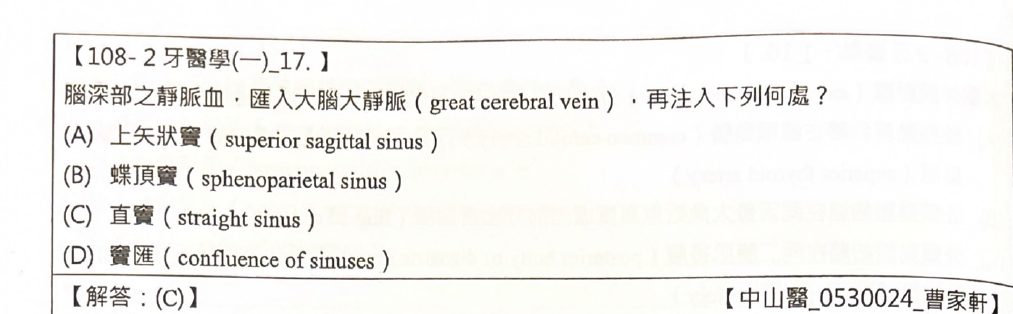 【108- 2 牙醫學(一)_17. 】
腦深部之靜脈血，匯入大腦大靜脈 ( great cerebral vein ) ，再注入下列何處？
(A) 上矢狀竇 ( superior sagittal sinus )
(B) 蝶頂竇 ( sphenoparietal sinus )
(C) 直竇 ( straight sinus )
(D) 竇匯 ( confluence of sinuses )
【解答：(C)】 【中山醫_0530024_曹家軒】